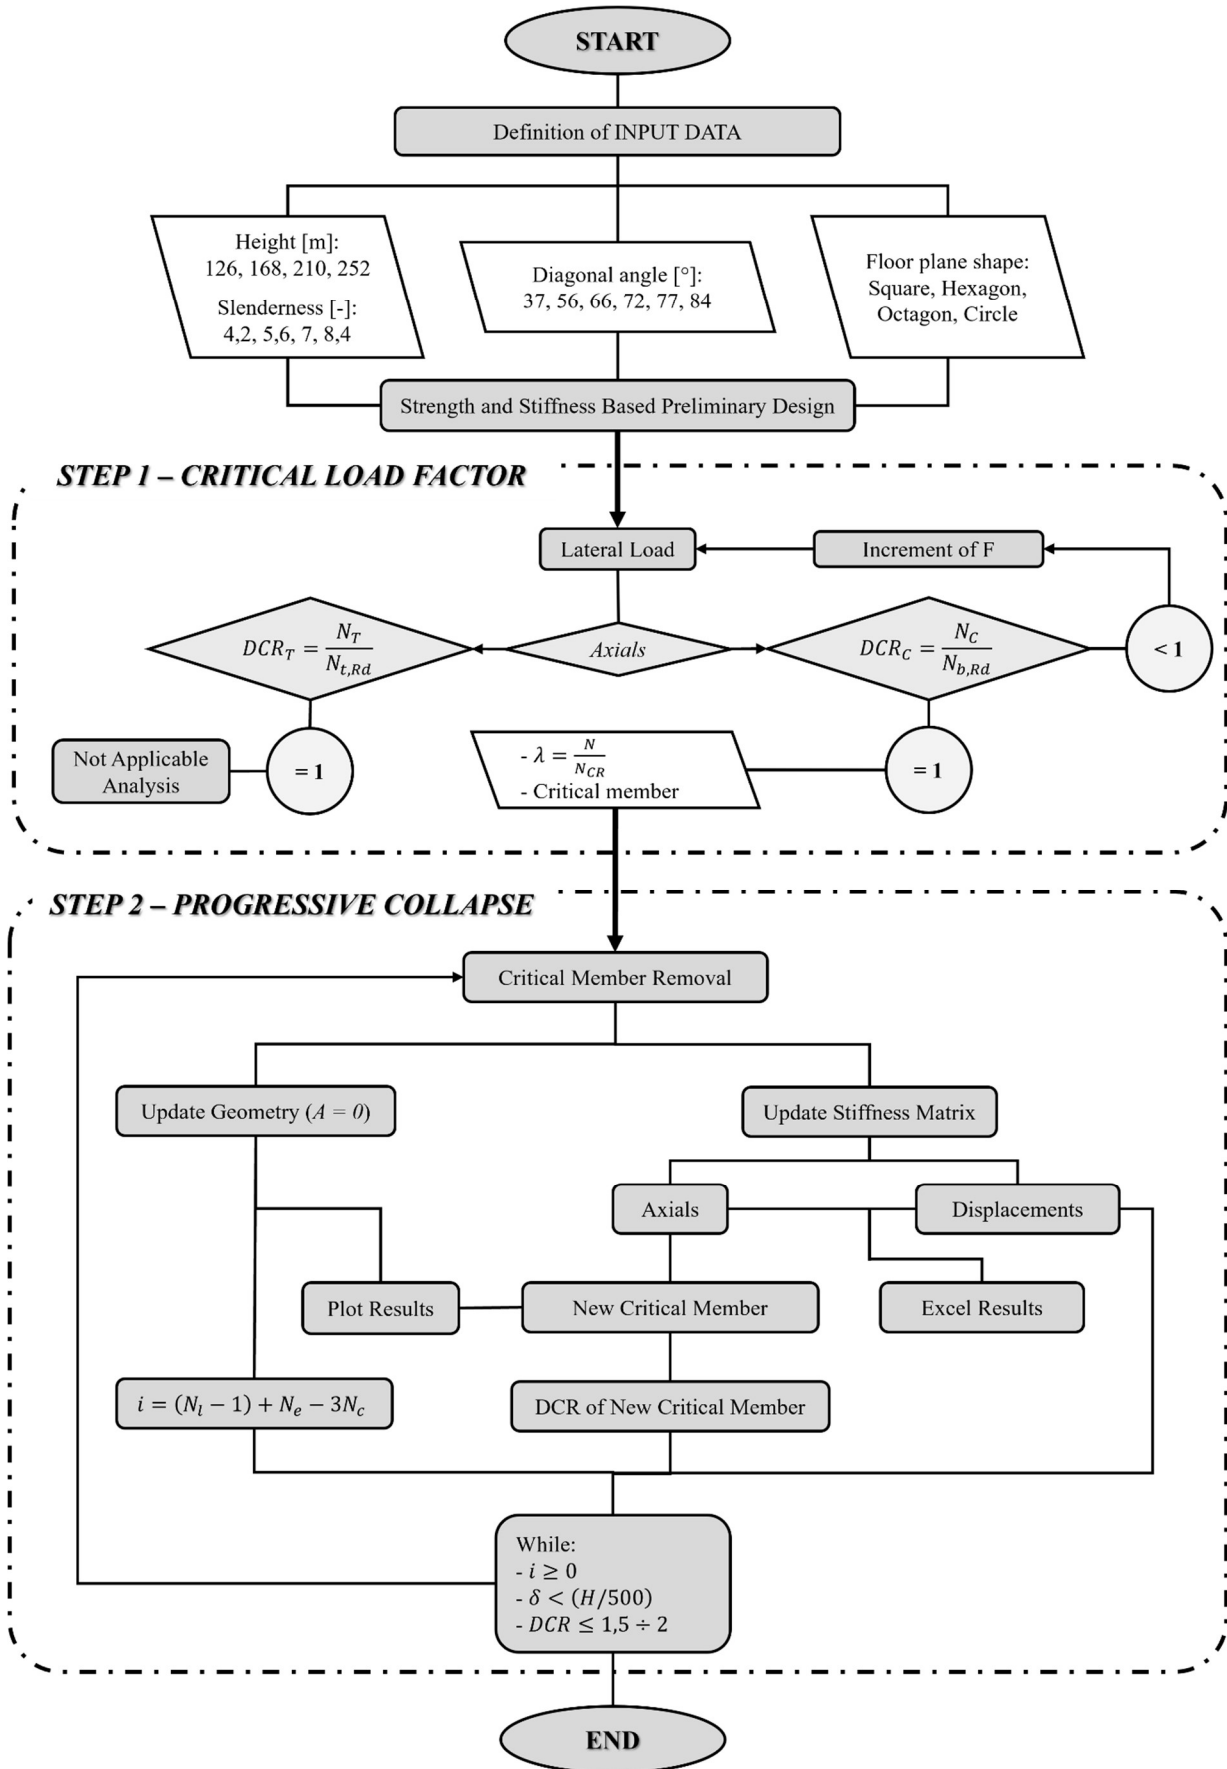 START
Definition of INPUT DATA
Height [m]:
126, 168, 210, 252
Slenderness [-]:
4,2, 5,6, 7, 8,4
Diagonal angle [°]:
37, 56, 66, 72, 77, 84
Floor plane shape:
Square, Hexagon,
Octagon, Circle
Strength and Stiffness Based Preliminary Design
STEP 1 – CRITICAL LOAD FACTOR
Lateral Load
Increment of F
DCR_T = N_T / N_{t,Rd}
Axials
DCR_C = N_C / N_{b,Rd}
< 1
Not Applicable
Analysis
= 1
- λ = N / N_{CR}
- Critical member
= 1
STEP 2 – PROGRESSIVE COLLAPSE
Critical Member Removal
Update Geometry (A = 0)
Update Stiffness Matrix
Axials
Displacements
Plot Results
New Critical Member
Excel Results
i = (N_l − 1) + N_e − 3N_c
DCR of New Critical Member
While:
- i ≥ 0
- δ < (H/500)
- DCR ≤ 1,5 ÷ 2
END